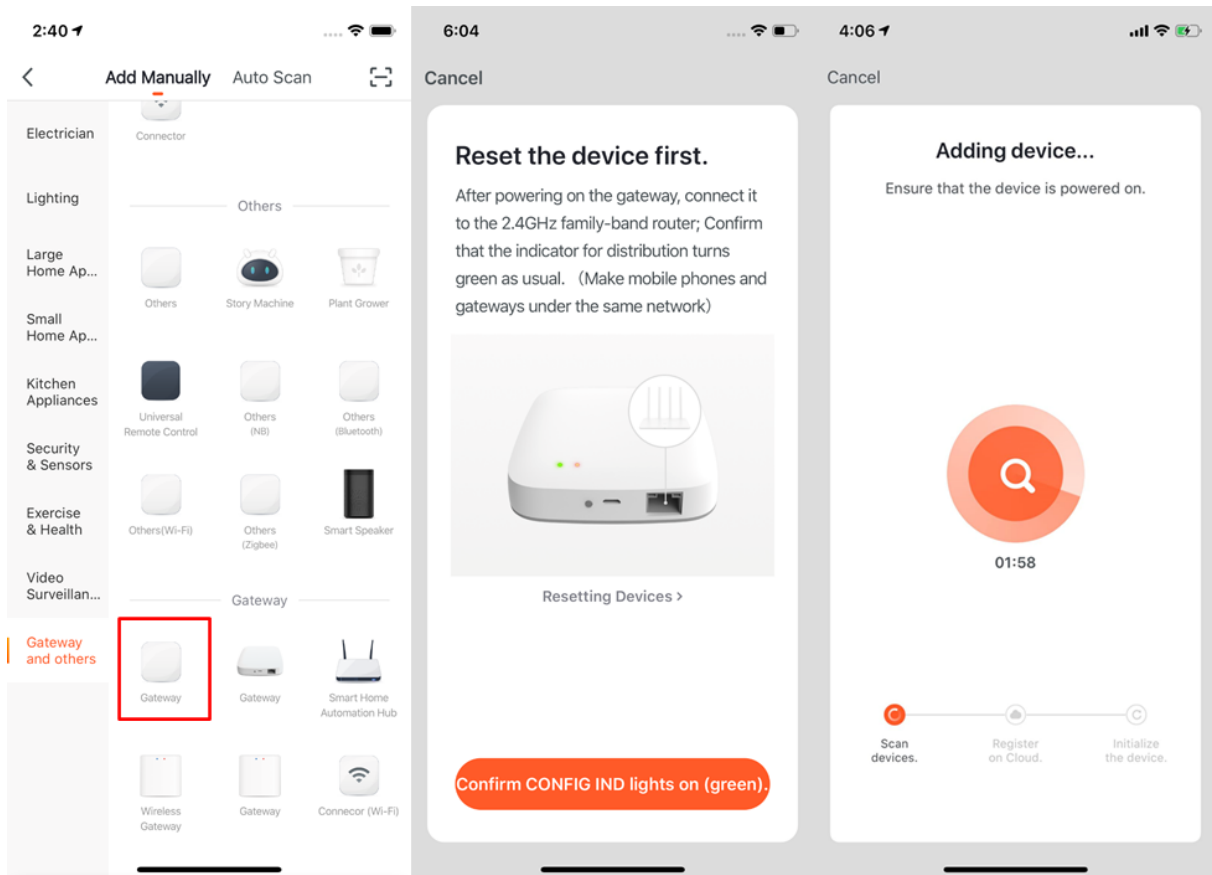 2:40
Add Manually
Auto Scan
Electrician
Lighting
Large
Home Ap...
Small
Home Ap...
Kitchen
Appliances
Security
& Sensors
Exercise
& Health
Video
Surveillan...
Gateway
and others
Connector
Others
Others
Story Machine
Plant Grower
Universal
Remote Control
Others
(NB)
Others
(Bluetooth)
Others(Wi-Fi)
Others
(Zigbee)
Smart Speaker
Gateway
Gateway
Gateway
Smart Home
Automation Hub
Wireless
Gateway
Gateway
Connecor (Wi-Fi)
6:04
Cancel
Reset the device first.
After powering on the gateway, connect it
to the 2.4GHz family-band router; Confirm
that the indicator for distribution turns
green as usual. （Make mobile phones and
gateways under the same network）
Resetting Devices >
Confirm CONFIG IND lights on (green).
4:06
Cancel
Adding device...
Ensure that the device is powered on.
01:58
Scan
devices.
Register
on Cloud.
Initialize
the device.